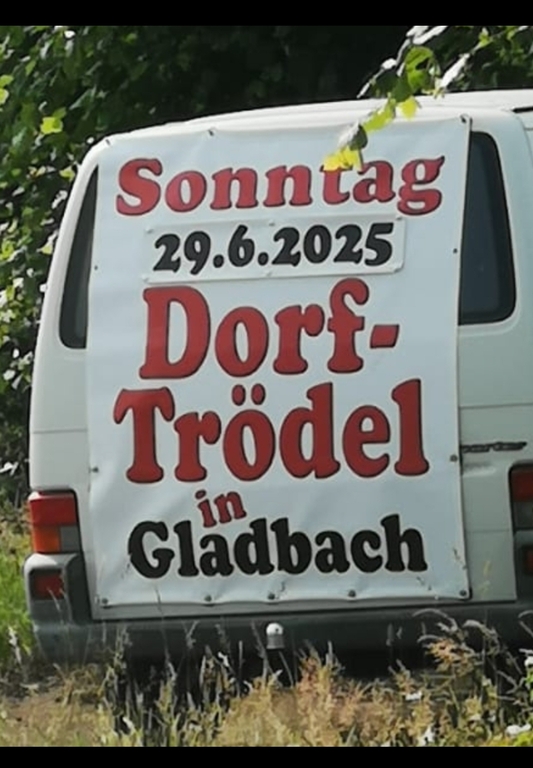 Sonntag
29.6.2025
Dorf-
Trödel
in
Gladbach